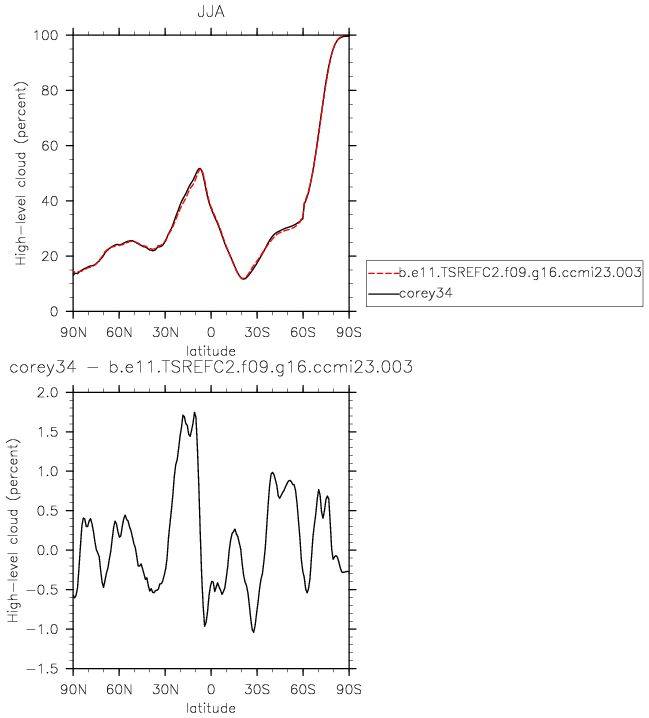 JJA
High-level cloud (percent)
100
80
60
40
20
0
90N 60N 30N 0 30S 60S 90S
latitude
b.e11.TSREFC2.f09.g16.ccmi23.003
corey34
corey34 - b.e11.TSREFC2.f09.g16.ccmi23.003
High-level cloud (percent)
2.0
1.5
1.0
0.5
0.0
-0.5
-1.0
-1.5
90N 60N 30N 0 30S 60S 90S
latitude